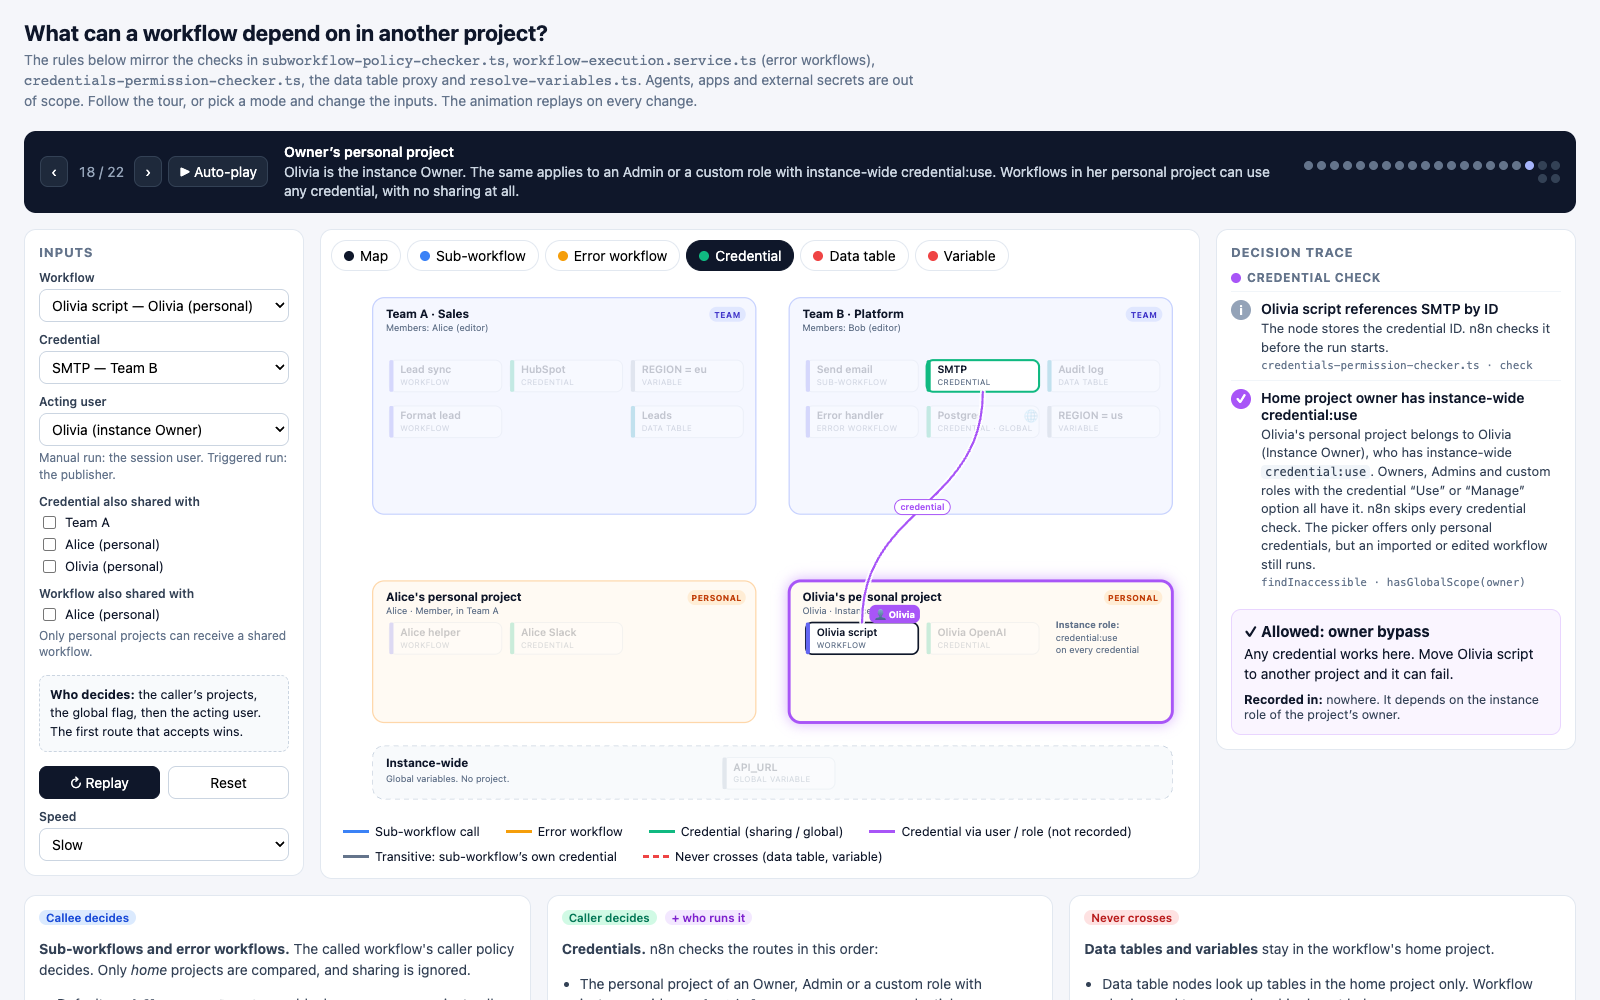 What can a workflow depend on in another project?
The rules below mirror the checks in subworkflow-policy-checker.ts, workflow-execution.service.ts (error workflows),
credentials-permission-checker.ts, the data table proxy and resolve-variables.ts. Agents, apps and external secrets are out
of scope. Follow the tour, or pick a mode and change the inputs. The animation replays on every change.
‹ 18 / 22 › ▶ Auto-play
Owner's personal project
Olivia is the instance Owner. The same applies to an Admin or a custom role with instance-wide credential:use. Workflows in her personal project can use
any credential, with no sharing at all.
INPUTS
Workflow
Olivia script — Olivia (personal)
Credential
SMTP — Team B
Acting user
Olivia (instance Owner)
Manual run: the session user. Triggered run:
the publisher.
Credential also shared with
Team A
Alice (personal)
Olivia (personal)
Workflow also shared with
Alice (personal)
Only personal projects can receive a shared
workflow.
Who decides: the caller's projects,
the global flag, then the acting user.
The first route that accepts wins.
↻ Replay
Reset
Speed
Slow
Map
Sub-workflow
Error workflow
Credential
Data table
Variable
Team A · Sales
TEAM
Members: Alice (editor)
Lead sync
WORKFLOW
HubSpot
CREDENTIAL
REGION = eu
VARIABLE
Format lead
WORKFLOW
Leads
DATA TABLE
Team B · Platform
TEAM
Members: Bob (editor)
Send email
SUB-WORKFLOW
SMTP
CREDENTIAL
Audit log
DATA TABLE
Error handler
ERROR WORKFLOW
Postgre
CREDENTIAL · GLOBAL
REGION = us
VARIABLE
credential
Alice's personal project
PERSONAL
Alice · Member, in Team A
Alice helper
WORKFLOW
Alice Slack
CREDENTIAL
Olivia's personal project
PERSONAL
Olivia · Instan
Olivia
Olivia script
WORKFLOW
Olivia OpenAI
CREDENTIAL
Instance role:
credential:use
on every credential
Instance-wide
Global variables. No project.
API_URL
GLOBAL VARIABLE
Sub-workflow call
Error workflow
Credential (sharing / global)
Credential via user / role (not recorded)
Transitive: sub-workflow's own credential
Never crosses (data table, variable)
DECISION TRACE
CREDENTIAL CHECK
i Olivia script references SMTP by ID
The node stores the credential ID. n8n checks it
before the run starts.
credentials-permission-checker.ts · check
✓ Home project owner has instance-wide
credential:use
Olivia's personal project belongs to Olivia
(Instance Owner), who has instance-wide
credential:use. Owners, Admins and custom
roles with the credential “Use” or “Manage”
option all have it. n8n skips every credential
check. The picker offers only personal
credentials, but an imported or edited workflow
still runs.
findInaccessible · hasGlobalScope(owner)
✓ Allowed: owner bypass
Any credential works here. Move Olivia script
to another project and it can fail.
Recorded in: nowhere. It depends on the instance
role of the project's owner.
Callee decides
Sub-workflows and error workflows. The called workflow's caller policy
decides. Only home projects are compared, and sharing is ignored.
Caller decides
+ who runs it
Credentials. n8n checks the routes in this order:
• The personal project of an Owner, Admin or a custom role with
Never crosses
Data tables and variables stay in the workflow's home project.
• Data table nodes look up tables in the home project only. Workflow